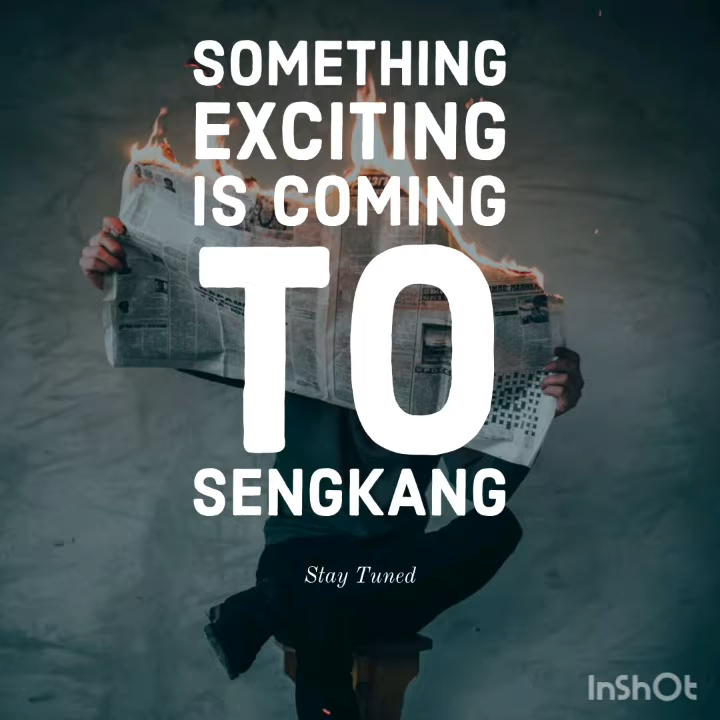 SOMETHING
EXCITING
IS COMING
TO
SENGKANG
Stay Tuned
InShOt